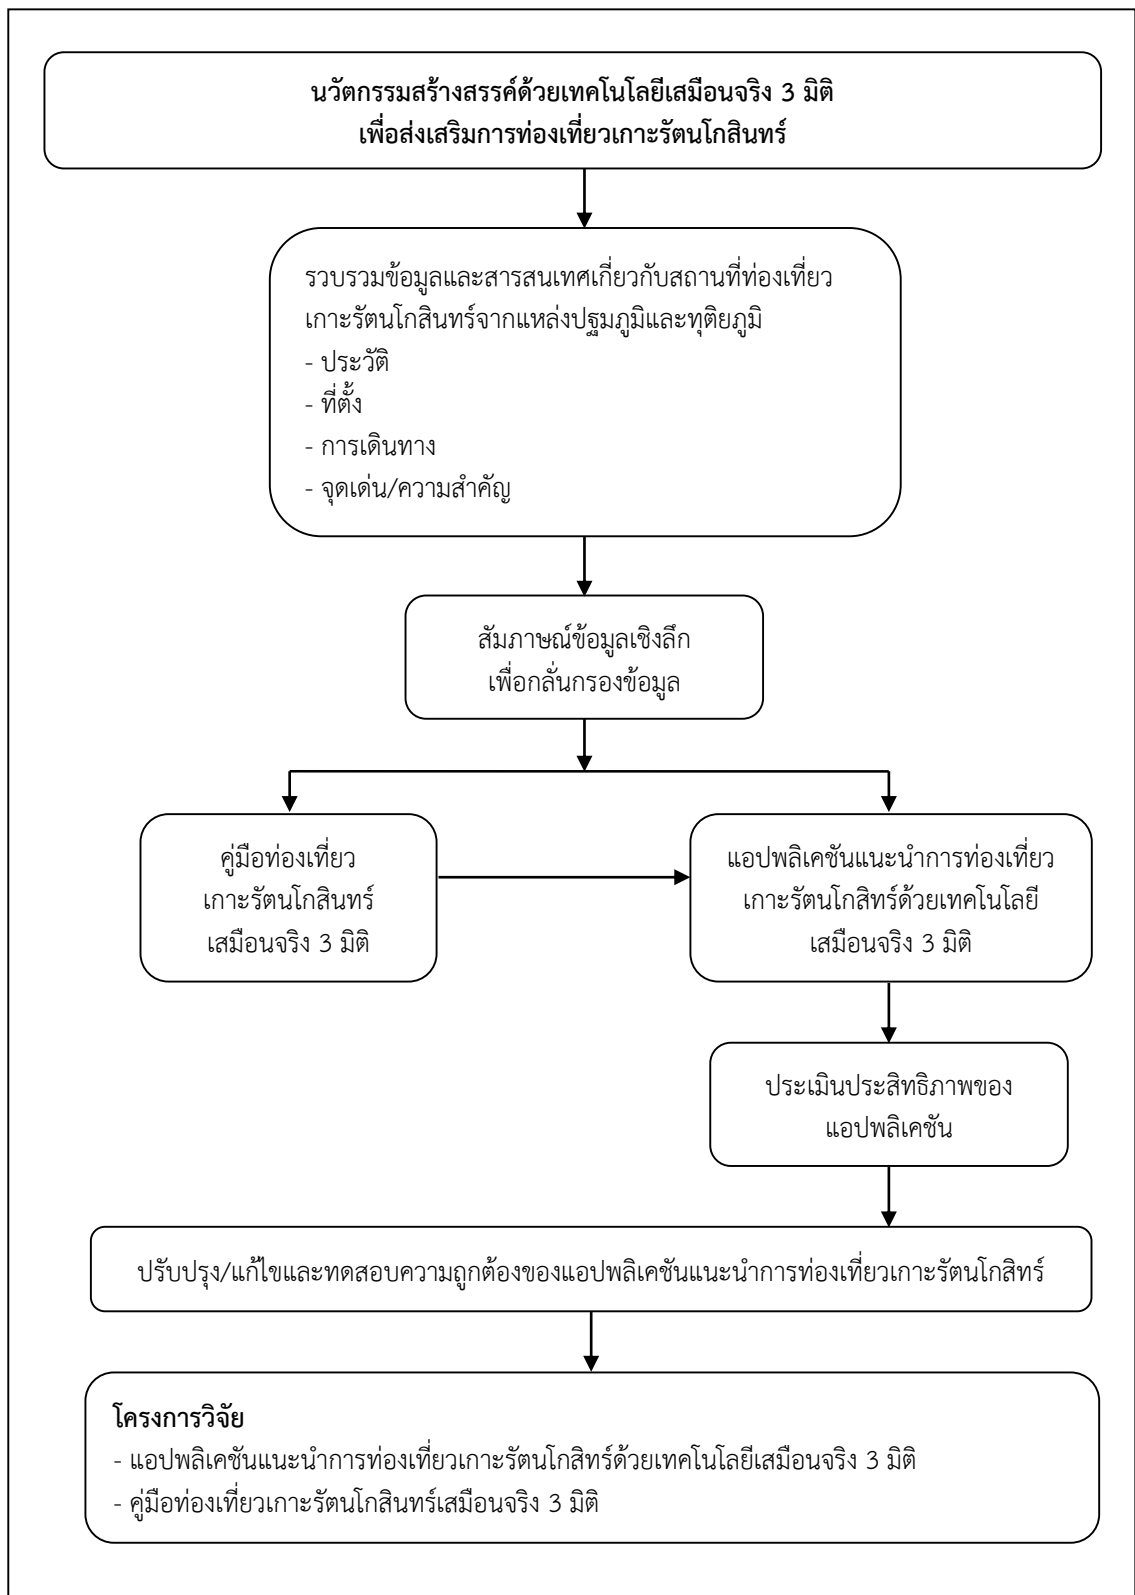 นวัตกรรมสร้างสรรค์ด้วยเทคโนโลยีเสมือนจริง 3 มิติ
เพื่อส่งเสริมการท่องเที่ยวเกาะรัตนโกสินทร์
รวบรวมข้อมูลและสารสนเทศเกี่ยวกับสถานที่ท่องเที่ยว
เกาะรัตนโกสินทร์จากแหล่งปฐมภูมิและทุติยภูมิ
- ประวัติ
- ที่ตั้ง
- การเดินทาง
- จุดเด่น/ความสำคัญ
สัมภาษณ์ข้อมูลเชิงลึก
เพื่อกลั่นกรองข้อมูล
คู่มือท่องเที่ยว
เกาะรัตนโกสินทร์
เสมือนจริง 3 มิติ
แอปพลิเคชันแนะนำการท่องเที่ยว
เกาะรัตนโกสิทร์ด้วยเทคโนโลยี
เสมือนจริง 3 มิติ
ประเมินประสิทธิภาพของ
แอปพลิเคชัน
ปรับปรุง/แก้ไขและทดสอบความถูกต้องของแอปพลิเคชันแนะนำการท่องเที่ยวเกาะรัตนโกสิทร์
โครงการวิจัย
- แอปพลิเคชันแนะนำการท่องเที่ยวเกาะรัตนโกสิทร์ด้วยเทคโนโลยีเสมือนจริง 3 มิติ
- คู่มือท่องเที่ยวเกาะรัตนโกสินทร์เสมือนจริง 3 มิติ